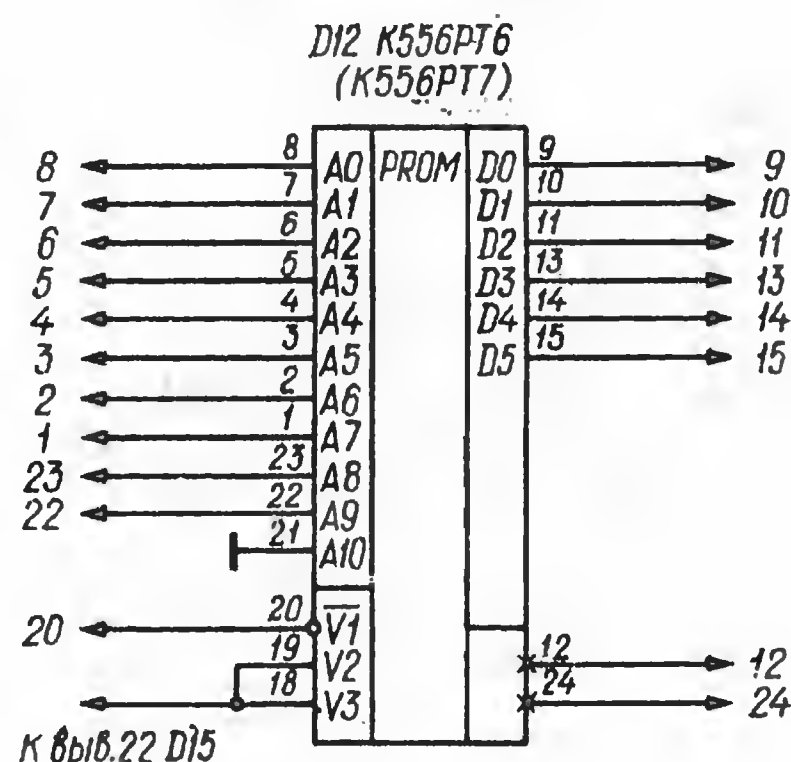 D12 К556РТ6
(К556РТ7)
8 8 A0 PROM D0 9 9
7 7 A1 D1 10 10
6 6 A2 D2 11 11
5 5 A3 D3 13 13
4 4 A4 D4 14 14
3 3 A5 D5 15 15
2 2 A6
1 1 A7
23 23 A8
22 22 A9
21 A10
20 20 V1 12 12
19 V2
18 V3 24 24
К выв.22 D15